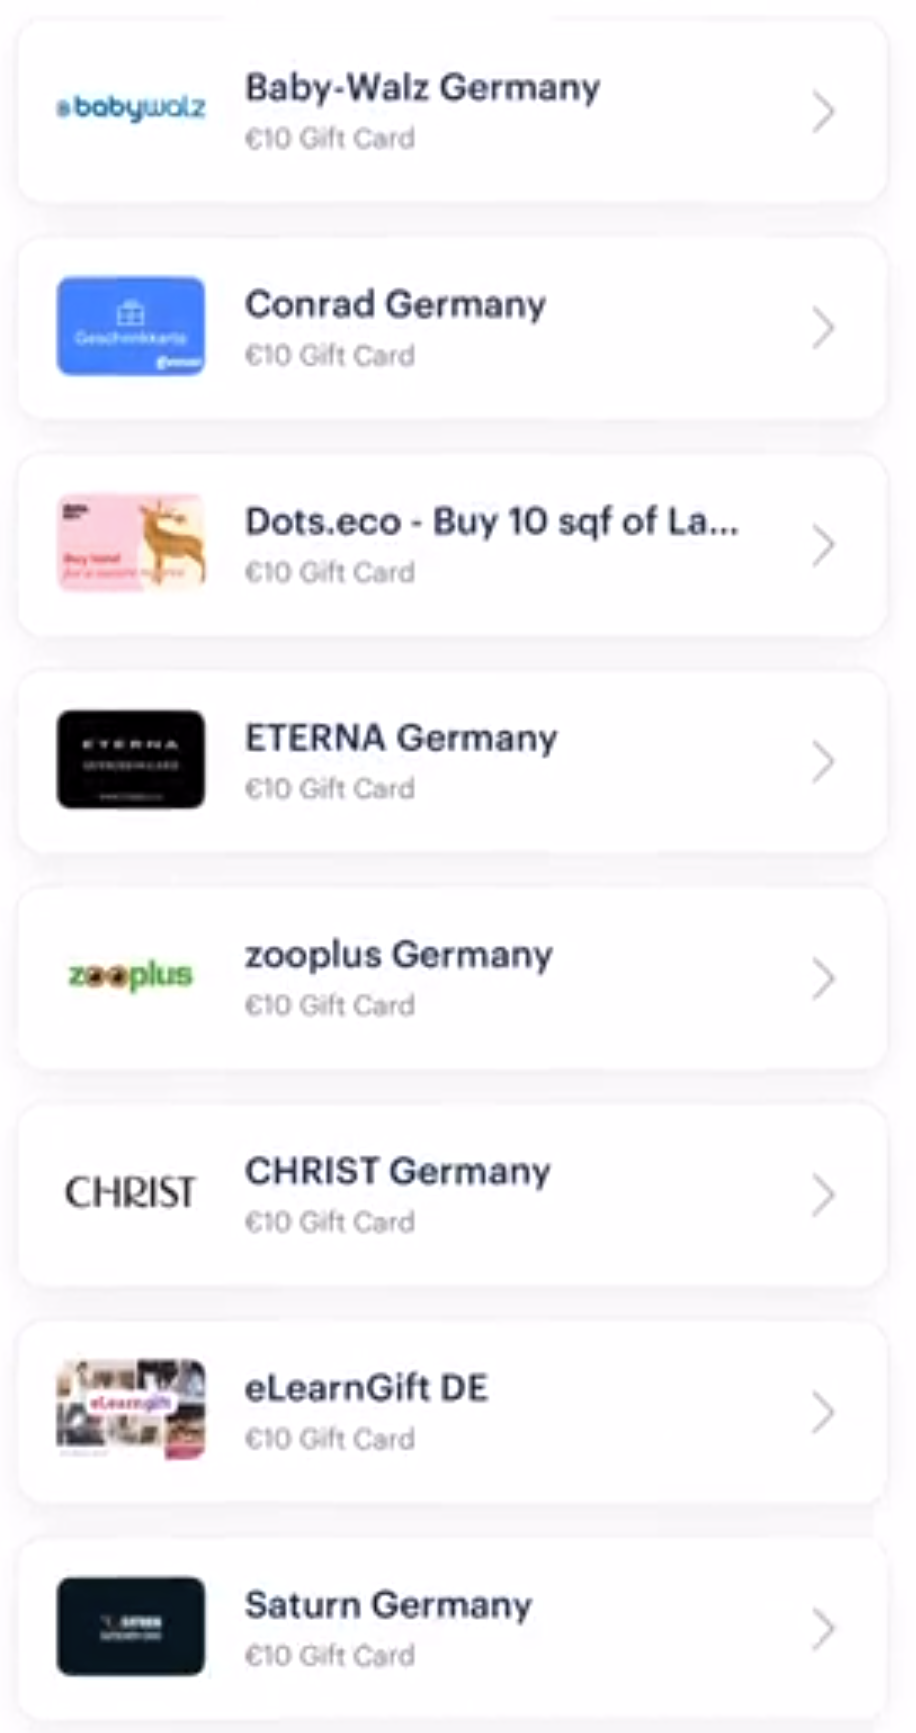 babywalz
Baby-Walz Germany
€10 Gift Card
Geschenkkarte
Conrad Germany
€10 Gift Card
Dots.eco - Buy 10 sqf of La...
€10 Gift Card
Buy land
ETERNA
ETERNA Germany
€10 Gift Card
zooplus
zooplus Germany
€10 Gift Card
CHRIST
CHRIST Germany
€10 Gift Card
eLearngift
eLearnGift DE
€10 Gift Card
Saturn Germany
€10 Gift Card